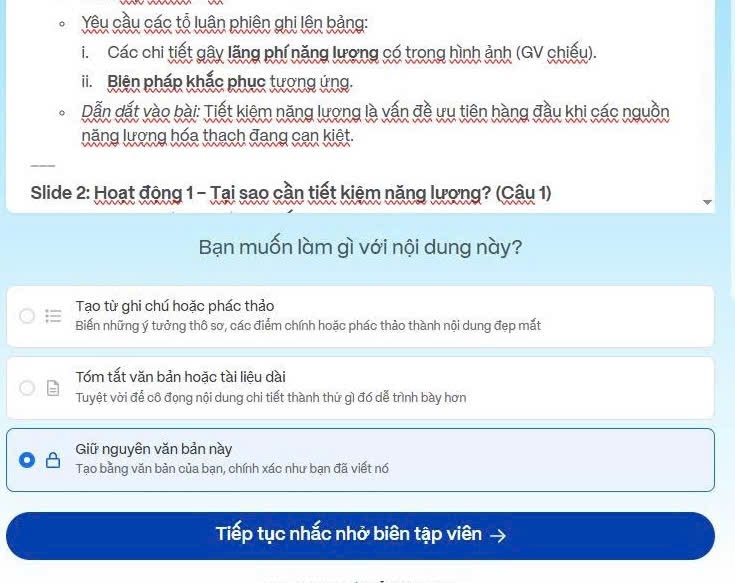 Yêu cầu các tổ luân phiên ghi lên bảng:
i. Các chi tiết gây lãng phí năng lượng có trong hình ảnh (GV chiếu).
ii. Biện pháp khắc phục tương ứng.
Dẫn dắt vào bài: Tiết kiệm năng lượng là vấn đề ưu tiên hàng đầu khi các nguồn
năng lượng hóa thạch đang cạn kiệt.
Slide 2: Hoạt động 1 – Tại sao cần tiết kiệm năng lượng? (Câu 1)
Bạn muốn làm gì với nội dung này?
Tạo từ ghi chú hoặc phác thảo
Biến những ý tưởng thô sơ, các điểm chính hoặc phác thảo thành nội dung đẹp mắt
Tóm tắt văn bản hoặc tài liệu dài
Tuyệt vời để cô đọng nội dung chi tiết thành thứ gì đó dễ trình bày hơn
Giữ nguyên văn bản này
Tạo bằng văn bản của bạn, chính xác như bạn đã viết nó
Tiếp tục nhắc nhở biên tập viên →